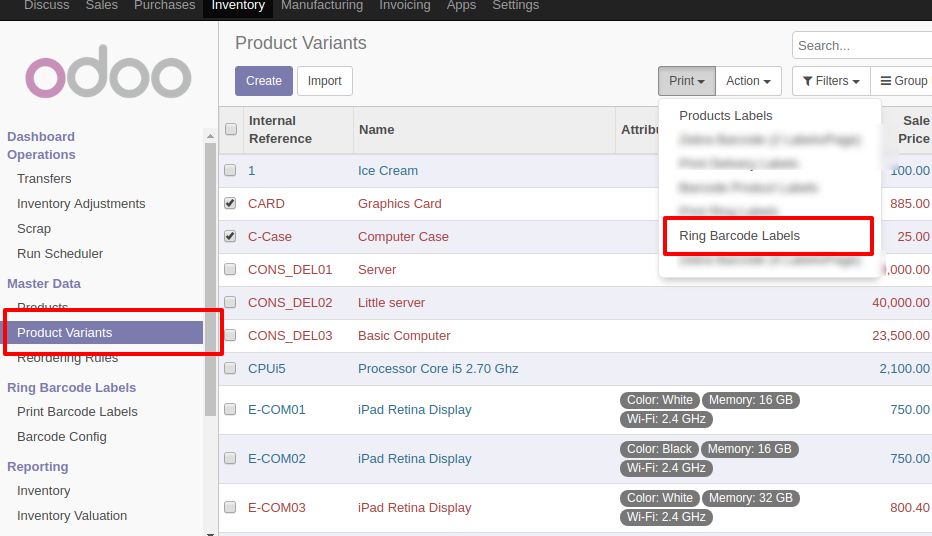 Discuss Sales Purchases Inventory Manufacturing Invoicing Apps Settings
odoo
Product Variants
Search...
Create Import Print Action Filters Group
Dashboard
Operations
Transfers
Inventory Adjustments
Scrap
Run Scheduler
Master Data
Products
Product Variants
Reordering Rules
Ring Barcode Labels
Print Barcode Labels
Barcode Config
Reporting
Inventory
Inventory Valuation
Products Labels
Ring Barcode Labels
Internal Reference Name Attribu Sale Price
1 Ice Cream 100.00
CARD Graphics Card 885.00
C-Case Computer Case 25.00
CONS_DEL01 Server ,000.00
CONS_DEL02 Little server 40,000.00
CONS_DEL03 Basic Computer 23,500.00
CPUi5 Processor Core i5 2.70 Ghz 2,100.00
E-COM01 iPad Retina Display Color: White Memory: 16 GB Wi-Fi: 2.4 GHz 750.00
E-COM02 iPad Retina Display Color: Black Memory: 16 GB Wi-Fi: 2.4 GHz 750.00
E-COM03 iPad Retina Display Color: White Memory: 32 GB Wi-Fi: 2.4 GHz 800.40